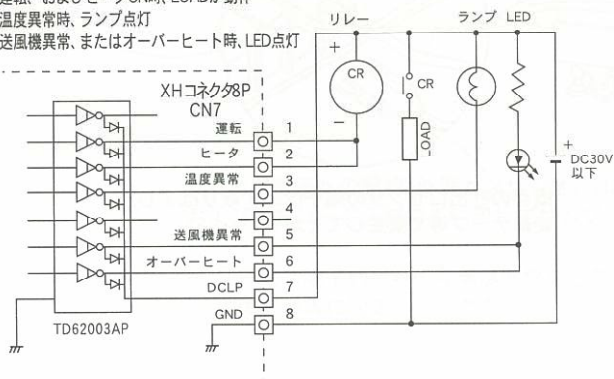 温度異常時、ランプ点灯
送風機異常、またはオーバーヒート時、LED点灯
リレー
ランプ LED
XHコネクタ8P
CN7
+
CR
−
CR
運転 1
ヒータ 2
温度異常 3
4
送風機異常 5
オーバーヒート 6
DCLP 7
GND 8
TD62003AP
+
DC30V
以下